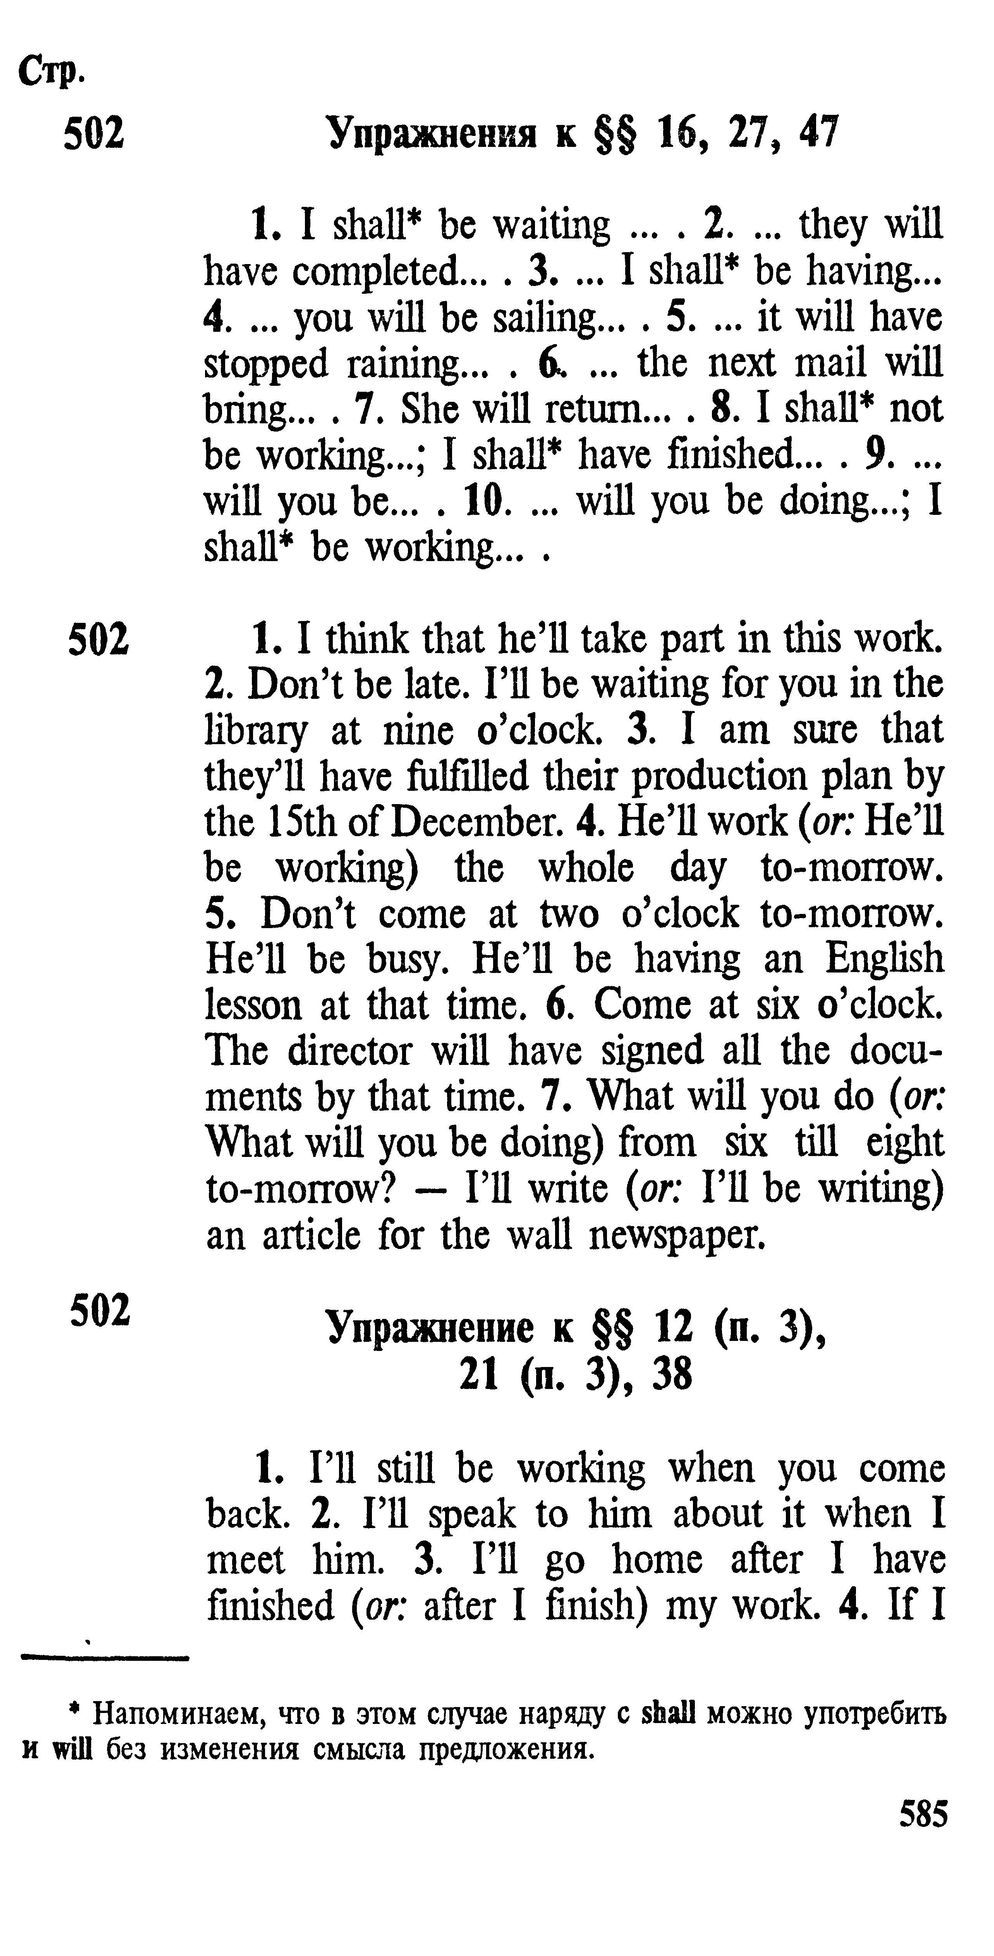 Стр.
502 Упражнения к §§ 16, 27, 47
1. I shall* be waiting ... . 2. ... they will
have completed... . 3. ... I shall* be having...
4. ... you will be sailing... . 5. ... it will have
stopped raining... . 6. ... the next mail will
bring... . 7. She will return... . 8. I shall* not
be working...; I shall* have finished... . 9. ...
will you be... . 10. ... will you be doing...; I
shall* be working... .
502 1. I think that he’ll take part in this work.
2. Don’t be late. I’ll be waiting for you in the
library at nine o’clock. 3. I am sure that
they’ll have fulfilled their production plan by
the 15th of December. 4. He’ll work (or: He’ll
be working) the whole day to-morrow.
5. Don’t come at two o’clock to-morrow.
He’ll be busy. He’ll be having an English
lesson at that time. 6. Come at six o’clock.
The director will have signed all the docu-
ments by that time. 7. What will you do (or:
What will you be doing) from six till eight
to-morrow? — I’ll write (or: I’ll be writing)
an article for the wall newspaper.
502 Упражнение к §§ 12 (п. 3),
21 (п. 3), 38
1. I’ll still be working when you come
back. 2. I’ll speak to him about it when I
meet him. 3. I’ll go home after I have
finished (or: after I finish) my work. 4. If I
* Напоминаем, что в этом случае наряду с shall можно употребить
и will без изменения смысла предложения.
585